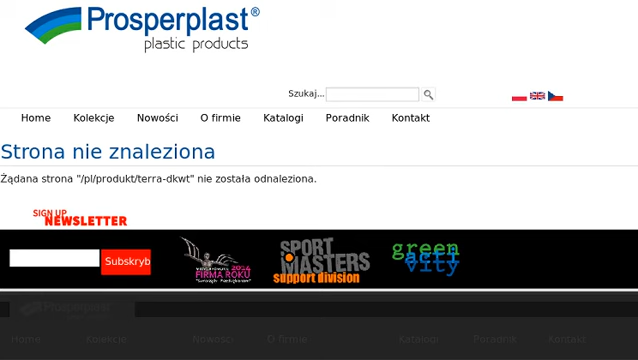 Prosperplast®
plastic products
Szukaj...
Home Kolekcje Nowości O firmie Katalogi Poradnik Kontakt
Strona nie znaleziona
Żądana strona "/pl/produkt/terra-dkwt" nie została odnaleziona.
SIGN UP
NEWSLETTER
Subskryb
2014
FIRMA ROKU
SPORT
MASTERS
support division
green
acti
vity
Prosperplast
Home Kolekcje Nowości O firmie Katalogi Poradnik Kontakt